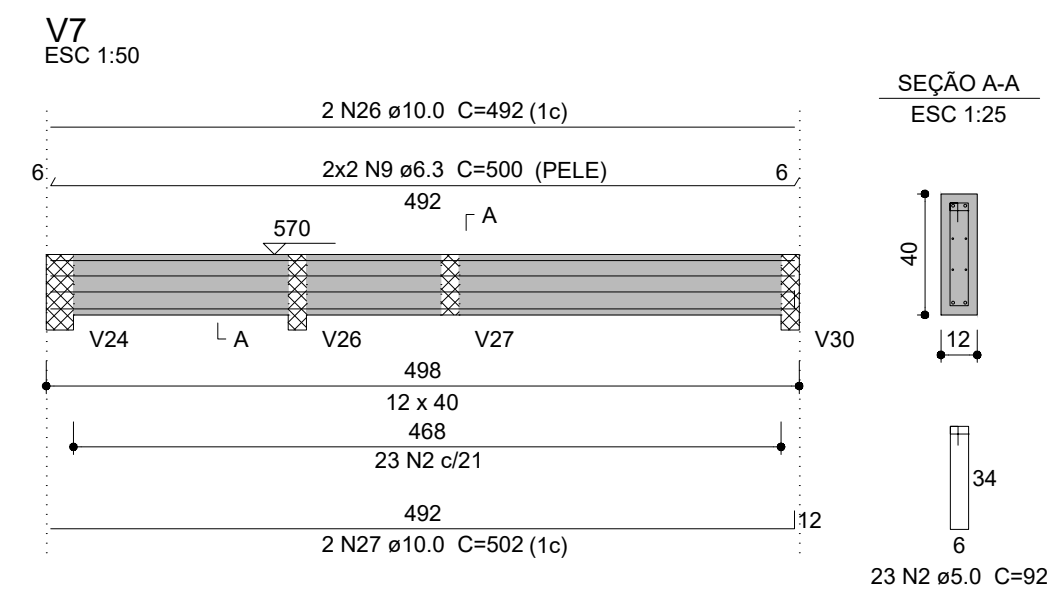 V7
ESC 1:50
SEÇÃO A-A
ESC 1:25
2 N26 ø10.0 C=492 (1c)
6
2x2 N9 ø6.3 C=500 (PELE)
6
492
A
570
40
A
V24
V26
V27
V30
12
498
12 x 40
468
23 N2 c/21
34
492
12
2 N27 ø10.0 C=502 (1c)
6
23 N2 ø5.0 C=92